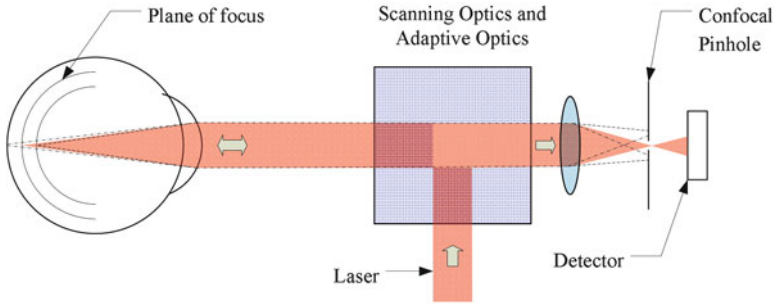 Plane of focus
Scanning Optics and
Adaptive Optics
Confocal
Pinhole
Laser
Detector